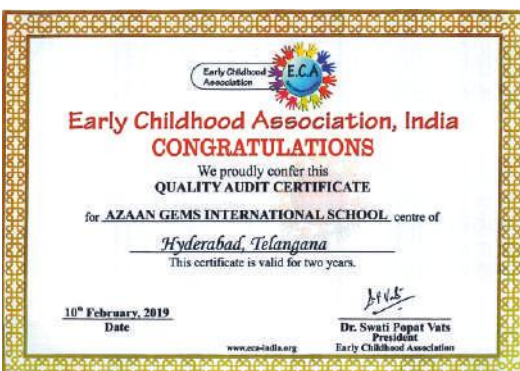 Early Childhood
Association
E.C.A
Early Childhood Association, India
CONGRATULATIONS
We proudly confer this
QUALITY AUDIT CERTIFICATE
for AZAAN GEMS INTERNATIONAL SCHOOL centre of
Hyderabad, Telangana
This certificate is valid for two years.
10th February, 2019
Date
Dr. Swati Popat Vats
President
www.eca-india.org
Early Childhood Association